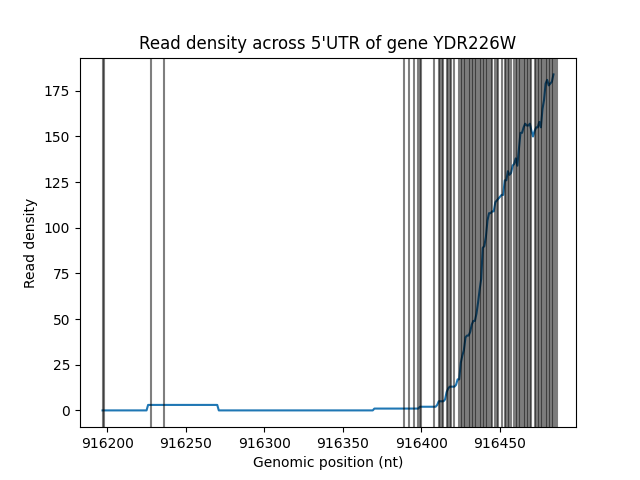 Read density across 5'UTR of gene YDR226W
Read density
175
150
125
100
75
50
25
0
916200 916250 916300 916350 916400 916450
Genomic position (nt)